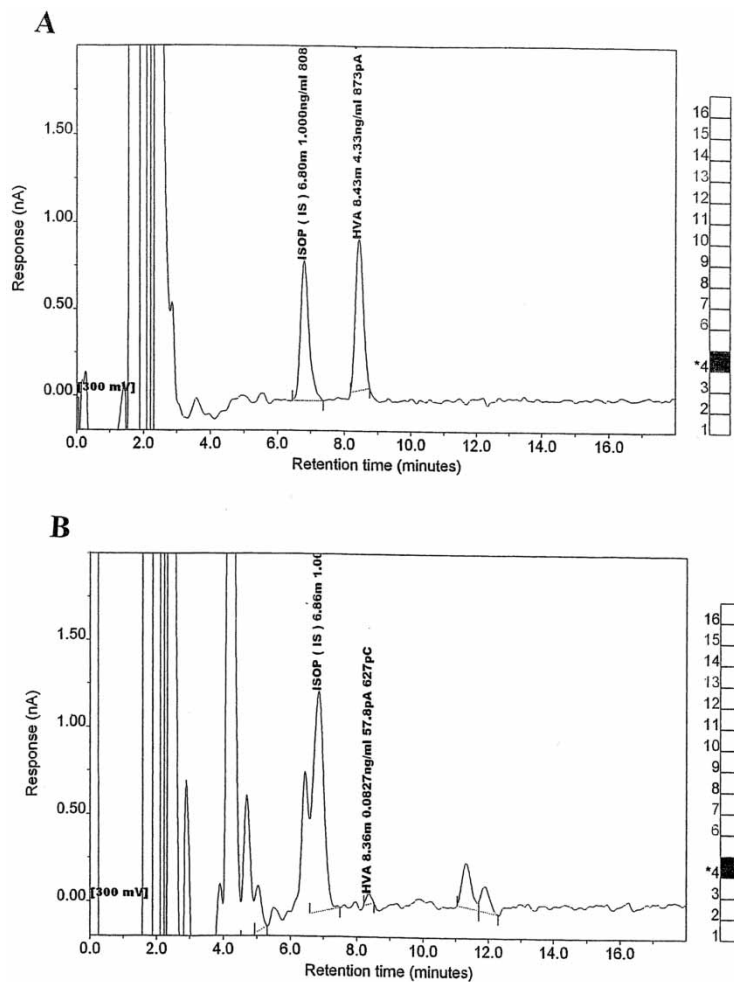 A
ISOP ( IS ) 6.80m 1.000ng/ml 808
HVA 8.43m 4.33ng/ml 873pA
1.50
1.00
0.50
0.00
Response (nA)
[300 mV]
0.0 2.0 4.0 6.0 8.0 10.0 12.0 14.0 16.0
Retention time (minutes)
16
15
14
13
12
11
10
9
8
7
6
*4
3
2
1
B
ISOP ( IS ) 6.86m 1.00
HVA 8.36m 0.0827ng/ml 57.8pA 627pC
1.50
1.00
0.50
0.00
Response (nA)
[300 mV]
0.0 2.0 4.0 6.0 8.0 10.0 12.0 14.0 16.0
Retention time (minutes)
16
15
14
13
12
11
10
9
8
7
6
*4
3
2
1